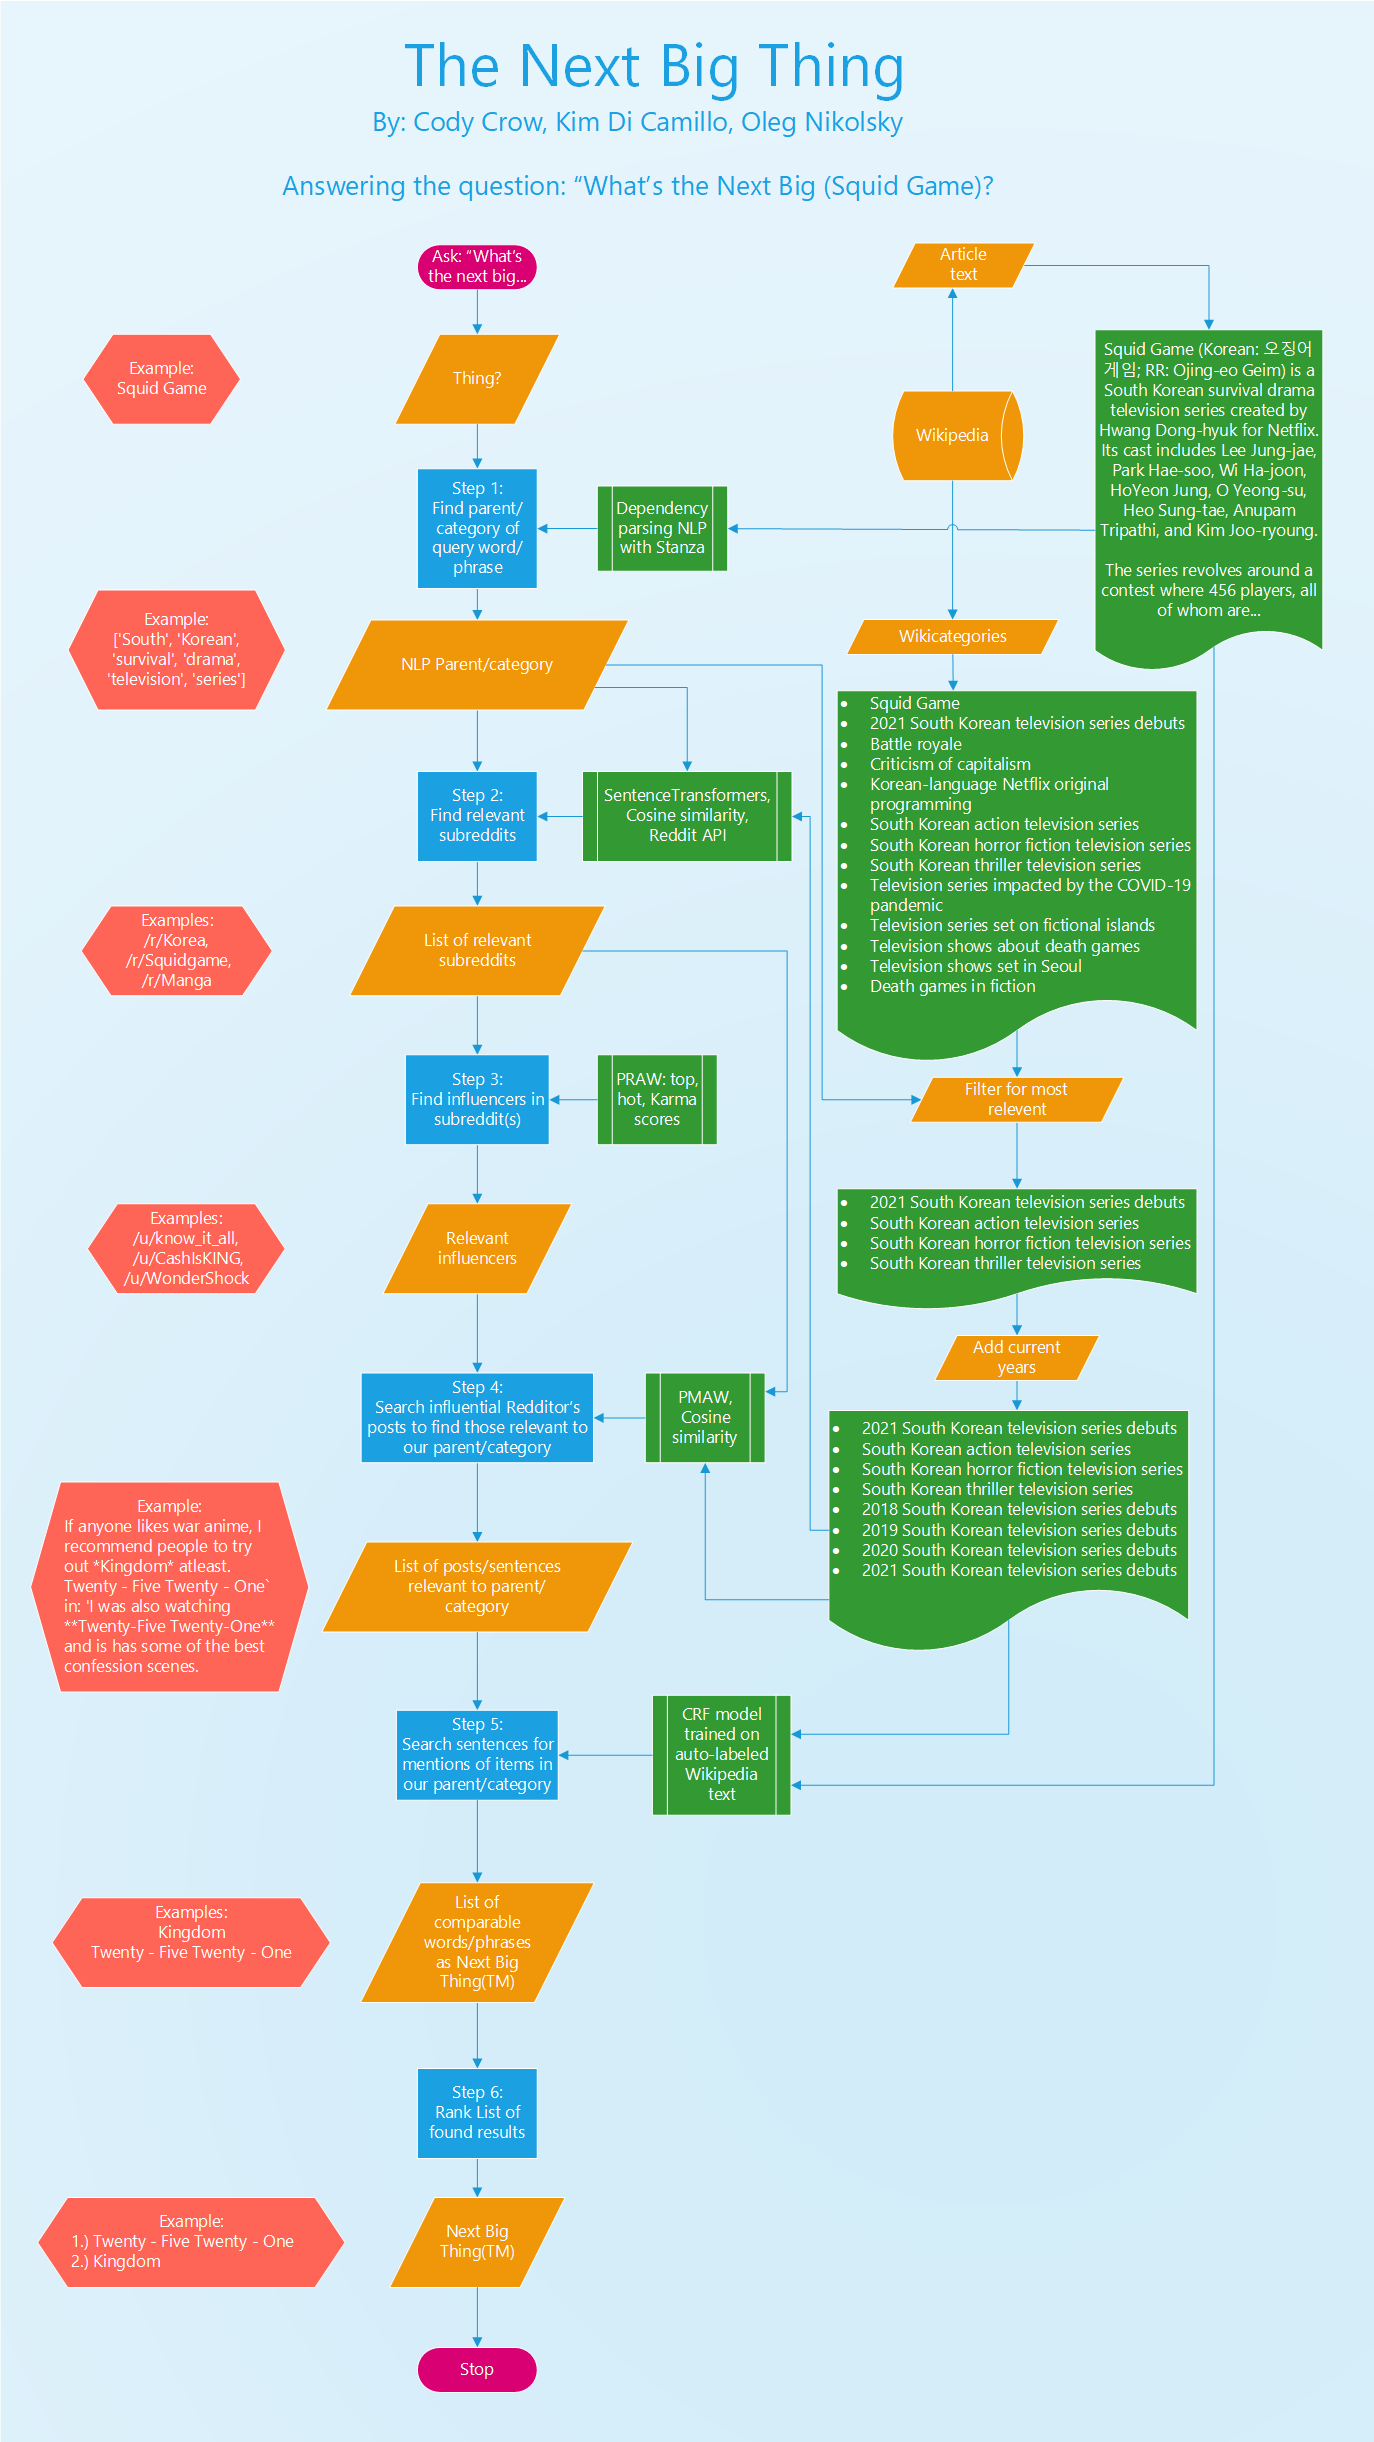 The Next Big Thing
By: Cody Crow, Kim Di Camillo, Oleg Nikolsky
Answering the question: “What’s the Next Big (Squid Game)?
Ask: “What’s
the next big...
Thing?
Example:
Squid Game
Step 1:
Find parent/
category of
query word/
phrase
Dependency
parsing NLP
with Stanza
Example:
['South', 'Korean',
'survival', 'drama',
'television', 'series']
NLP Parent/category
Step 2:
Find relevant
subreddits
SentenceTransformers,
Cosine similarity,
Reddit API
Examples:
/r/Korea,
/r/Squidgame,
/r/Manga
List of relevant
subreddits
Step 3:
Find influencers in
subreddit(s)
PRAW: top,
hot, Karma
scores
Examples:
/u/know_it_all,
/u/CashIsKING,
/u/WonderShock
Relevant
influencers
Step 4:
Search influential Redditor’s
posts to find those relevant to
our parent/category
PMAW,
Cosine
similarity
Example:
If anyone likes war anime, I
recommend people to try
out *Kingdom* atleast.
Twenty - Five Twenty - One`
in: 'I was also watching
**Twenty-Five Twenty-One**
and is has some of the best
confession scenes.
List of posts/sentences
relevant to parent/
category
Step 5:
Search sentences for
mentions of items in
our parent/category
CRF model
trained on
auto-labeled
Wikipedia
text
Examples:
Kingdom
Twenty - Five Twenty - One
List of
comparable
words/phrases
as Next Big
Thing(TM)
Step 6:
Rank List of
found results
Example:
1.) Twenty - Five Twenty - One
2.) Kingdom
Next Big
Thing(TM)
Stop
Article
text
Wikipedia
Squid Game (Korean: 오징어
게임; RR: Ojing-eo Geim) is a
South Korean survival drama
television series created by
Hwang Dong-hyuk for Netflix.
Its cast includes Lee Jung-jae,
Park Hae-soo, Wi Ha-joon,
HoYeon Jung, O Yeong-su,
Heo Sung-tae, Anupam
Tripathi, and Kim Joo-ryoung.
The series revolves around a
contest where 456 players, all
of whom are...
Wikicategories
• Squid Game
• 2021 South Korean television series debuts
• Battle royale
• Criticism of capitalism
• Korean-language Netflix original
programming
• South Korean action television series
• South Korean horror fiction television series
• South Korean thriller television series
• Television series impacted by the COVID-19
pandemic
• Television series set on fictional islands
• Television shows about death games
• Television shows set in Seoul
• Death games in fiction
Filter for most
relevent
• 2021 South Korean television series debuts
• South Korean action television series
• South Korean horror fiction television series
• South Korean thriller television series
Add current
years
• 2021 South Korean television series debuts
• South Korean action television series
• South Korean horror fiction television series
• South Korean thriller television series
• 2018 South Korean television series debuts
• 2019 South Korean television series debuts
• 2020 South Korean television series debuts
• 2021 South Korean television series debuts